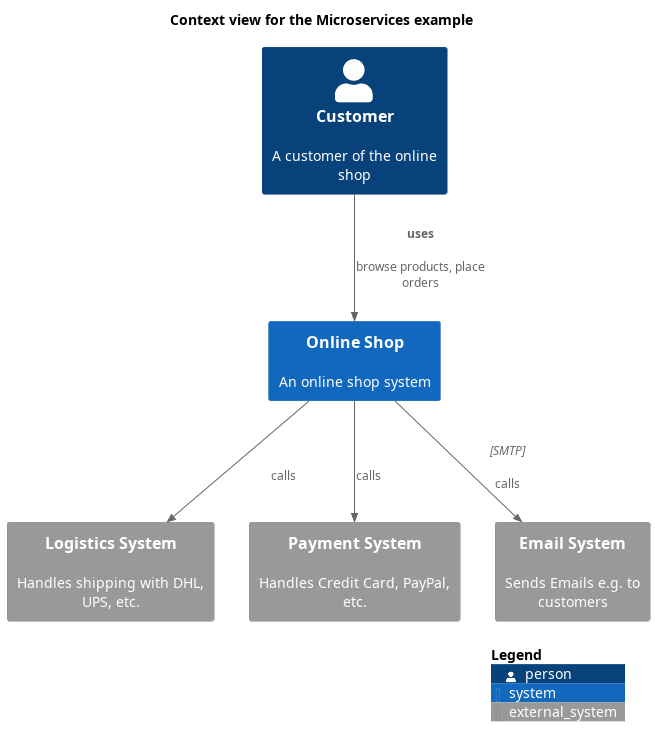 Context view for the Microservices example
Customer
A customer of the online
shop
uses
browse products, place
orders
Online Shop
An online shop system
calls
calls
[SMTP]
calls
Logistics System
Handles shipping with DHL,
UPS, etc.
Payment System
Handles Credit Card, PayPal,
etc.
Email System
Sends Emails e.g. to
customers
Legend
person
system
external_system